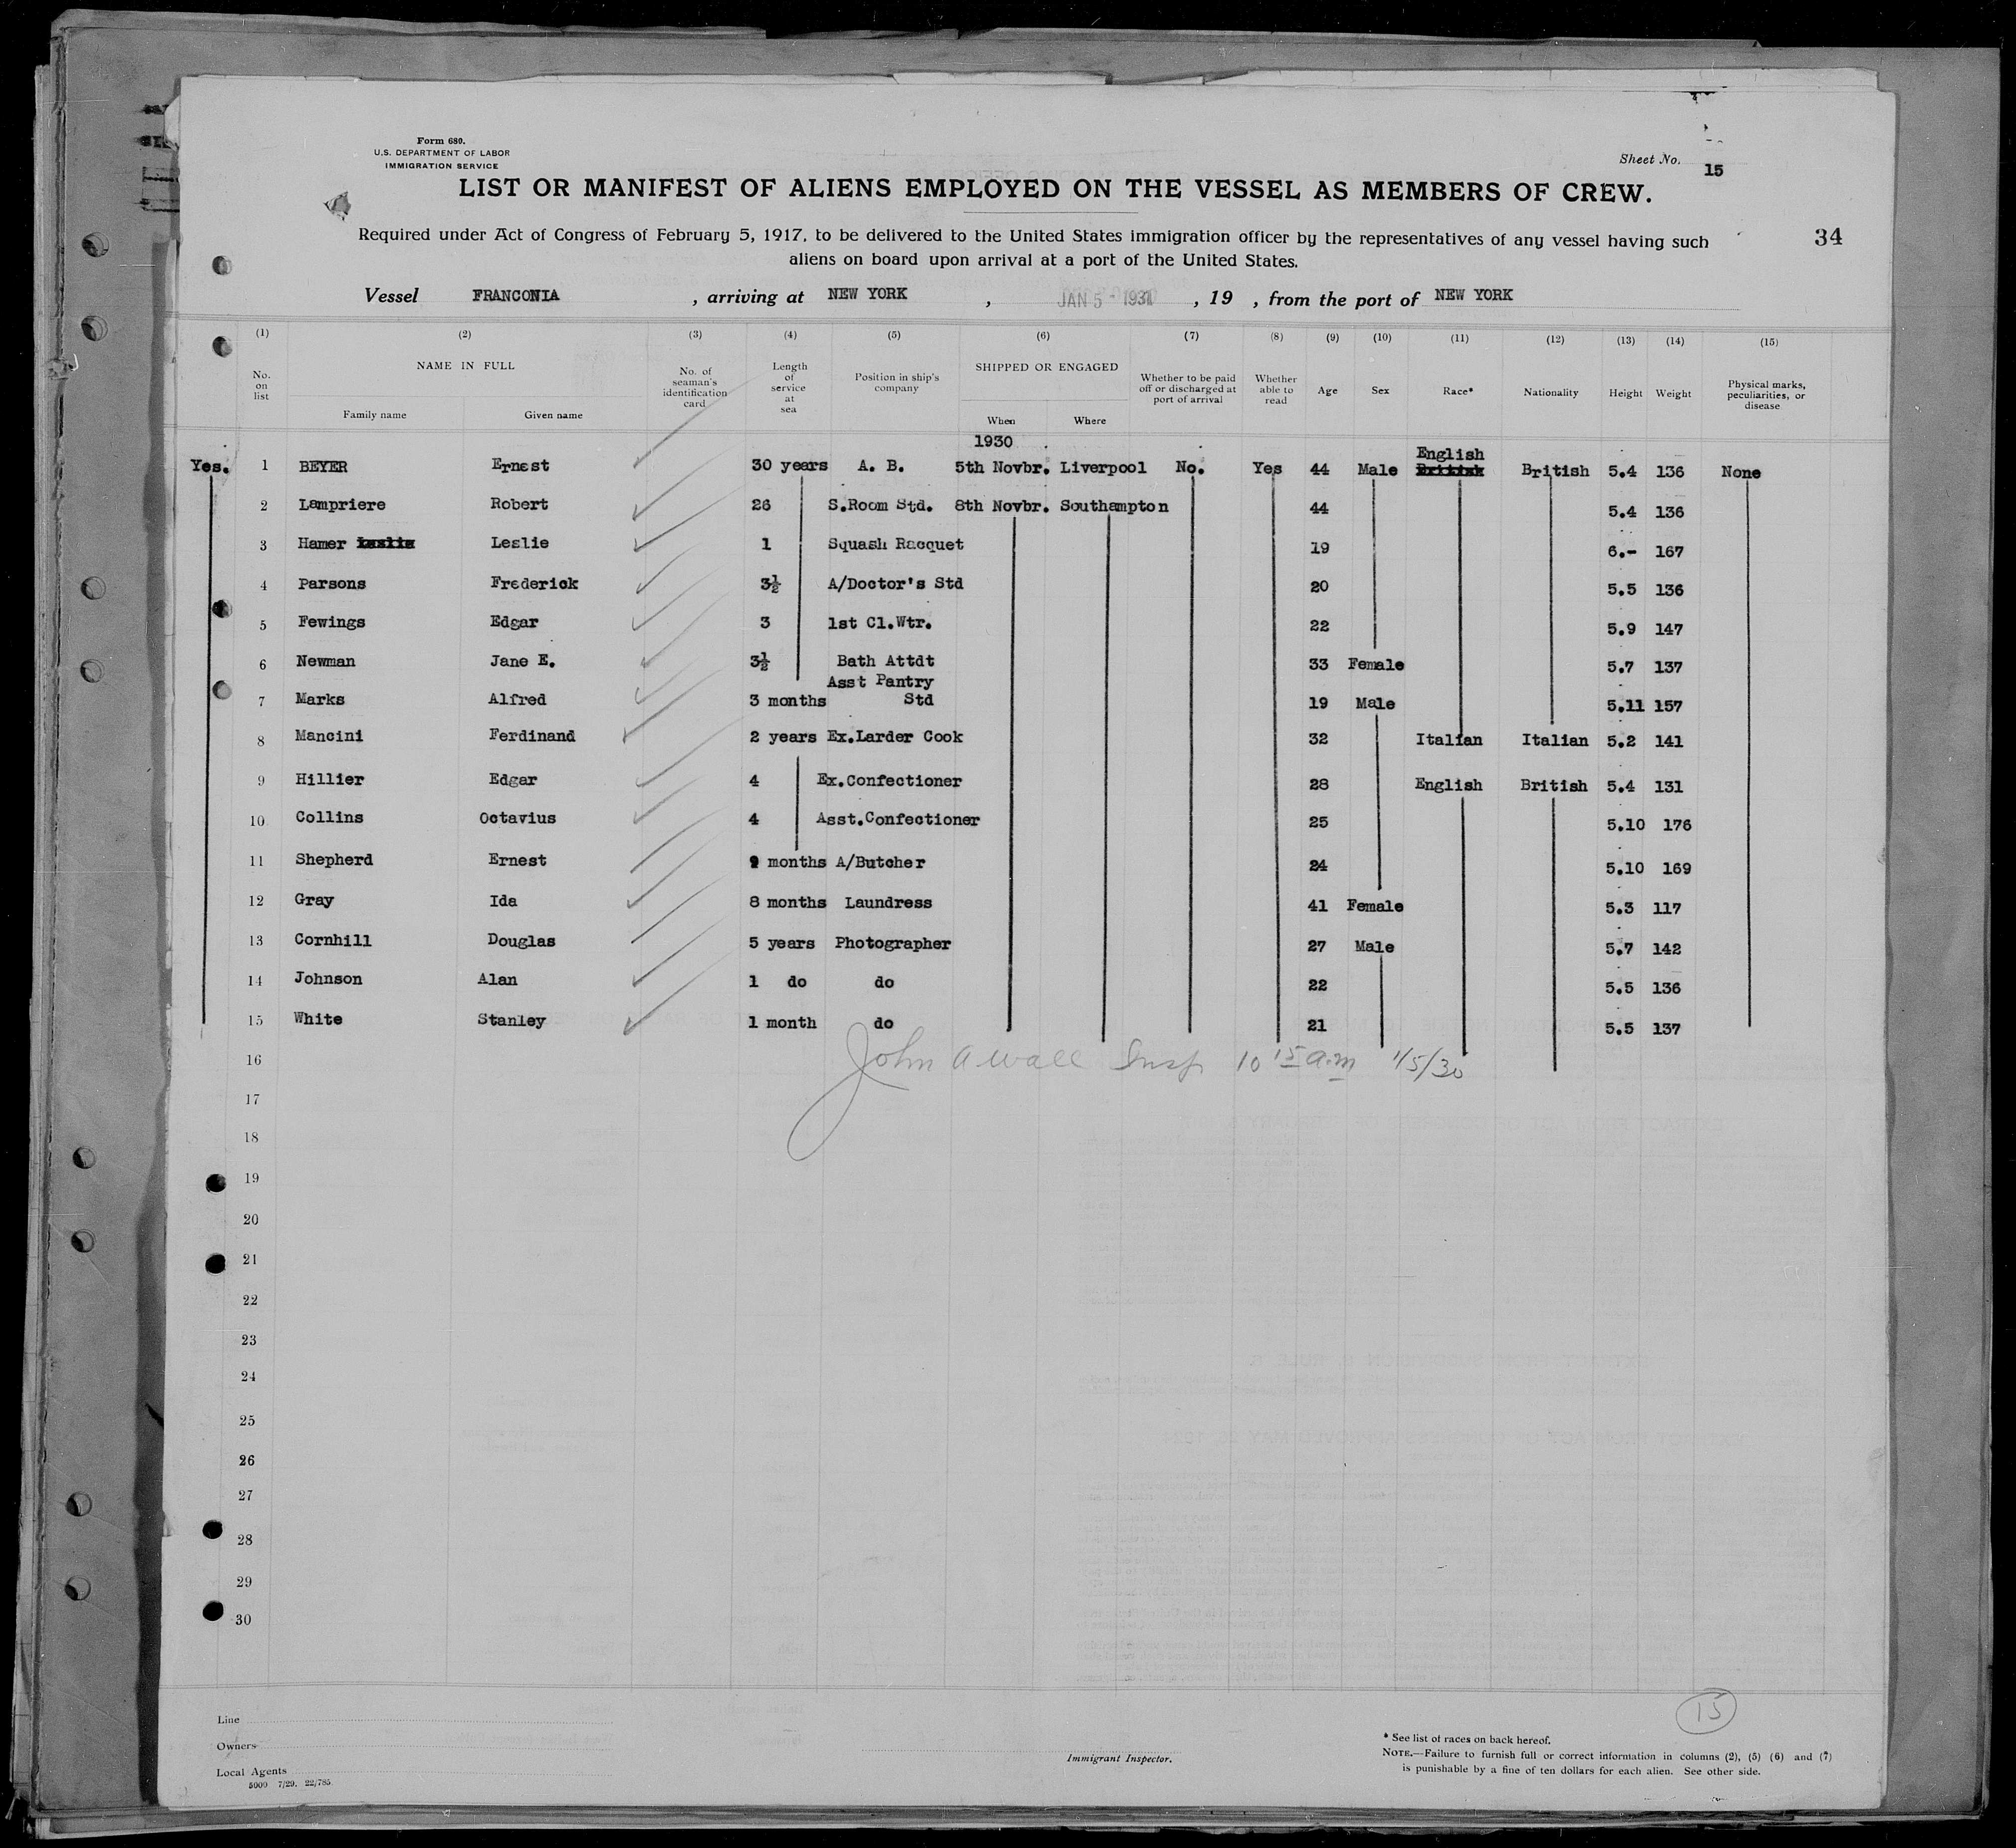 Form 680.
U.S. DEPARTMENT OF LABOR
IMMIGRATION SERVICE
Sheet No. 15
LIST OR MANIFEST OF ALIENS EMPLOYED ON THE VESSEL AS MEMBERS OF CREW.
Required under Act of Congress of February 5, 1917, to be delivered to the United States immigration officer by the representatives of any vessel having such
34
aliens on board upon arrival at a port of the United States.
Vessel FRANCONIA , arriving at NEW YORK , JAN 5 - 1931 , 19 , from the port of NEW YORK
(1) (2) (3) (4) (5) (6) (7) (8) (9) (10) (11) (12) (13) (14) (15)
No. on list NAME IN FULL Family name Given name No. of seaman's identification card Length of service at sea Position in ship's company SHIPPED OR ENGAGED When Where Whether to be paid off or discharged at port of arrival Whether able to read Age Sex Race* Nationality Height Weight Physical marks, peculiarities, or disease
1930
Yes. 1 BEYER Ernest 30 years A. B. 5th Novbr. Liverpool No. Yes 44 Male English British British 5.4 136 None
2 Lampriere Robert 26 S.Room Std. 8th Novbr. Southampton 44 5.4 136
3 Hamer Leslie Leslie 1 Squash Racquet 19 6.- 167
4 Parsons Frederick 3½ A/Doctor's Std 20 5.5 136
5 Fewings Edgar 3 1st Cl.Wtr. 22 5.9 147
6 Newman Jane E. 3½ Bath Attdt 33 Female 5.7 137
7 Marks Alfred 3 months Asst Pantry Std 19 Male 5.11 157
8 Mancini Ferdinand 2 years Ex.Larder Cook 32 Italian Italian 5.2 141
9 Hillier Edgar 4 Ex.Confectioner 28 English British 5.4 131
10 Collins Octavius 4 Asst.Confectioner 25 5.10 176
11 Shepherd Ernest months A/Butcher 24 5.10 169
12 Gray Ida 8 months Laundress 41 Female 5.3 117
13 Cornhill Douglas 5 years Photographer 27 Male 5.7 142
14 Johnson Alan 1 do do 22 5.5 136
15 White Stanley 1 month do 21 5.5 137
16 John A Wall Insp 10 15 a.m 1/5/30
17
18
19
20
21
22
23
24
25
26
27
28
29
30
15
Line
Owners
Local Agents
5009 7/29. 22/785
Immigrant Inspector.
* See list of races on back hereof.
NOTE.—Failure to furnish full or correct information in columns (2), (5) (6) and (7)
is punishable by a fine of ten dollars for each alien. See other side.